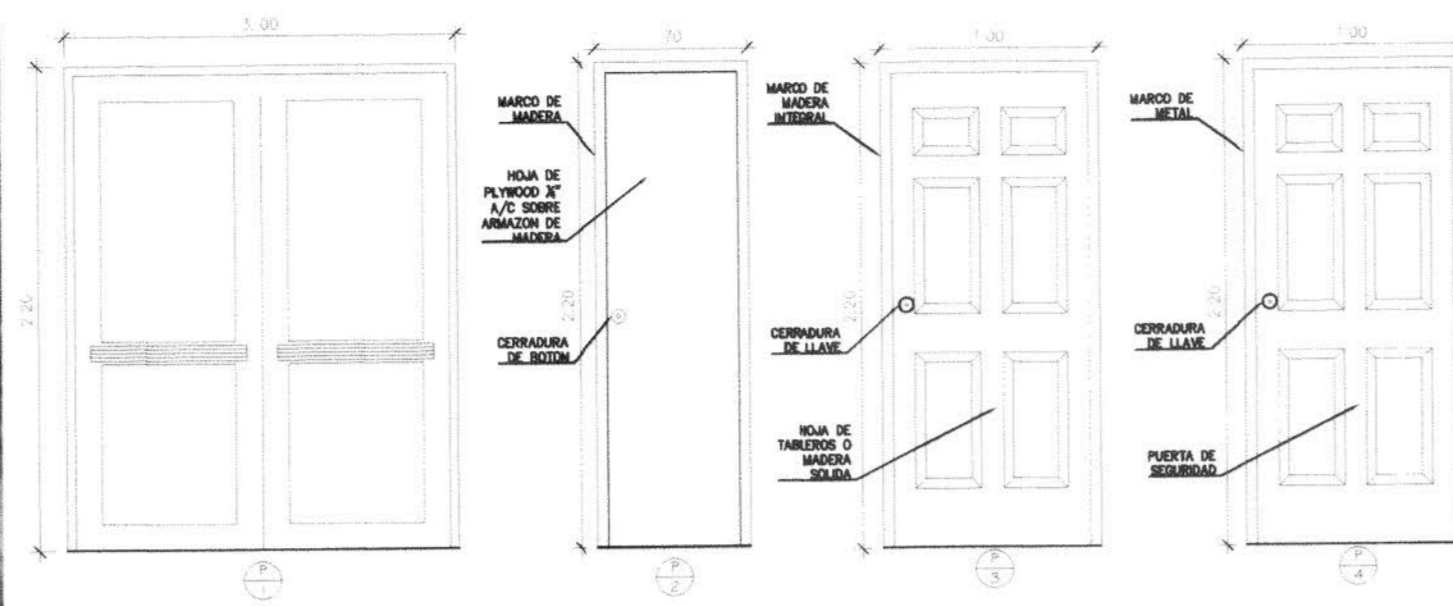 3.00
2.20
P
1
.70
MARCO DE
MADERA
HOJA DE
PLYWOOD ¼"
A/C SOBRE
ARMAZON DE
MADERA
2.20
CERRADURA
DE BOTOM
P
2
1.00
MARCO DE
MADERA
INTEGRAL
2.20
CERRADURA
DE LLAVE
HOJA DE
TABLEROS O
MADERA
SOLIDA
P
3
1.00
MARCO DE
METAL
2.20
CERRADURA
DE LLAVE
PUERTA DE
SEGURIDAD
P
4